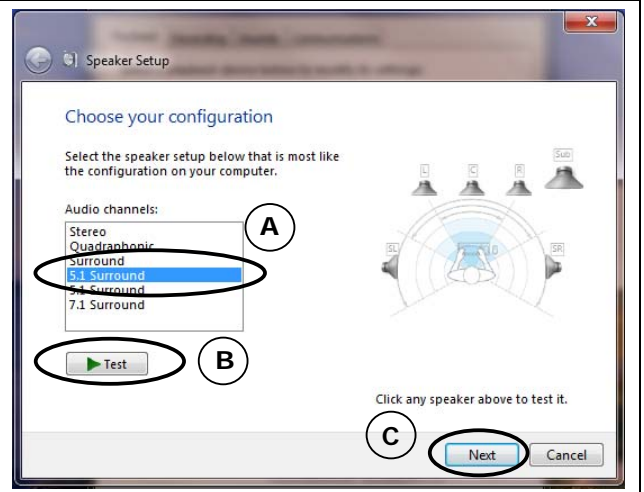 Speaker Setup
Choose your configuration
Select the speaker setup below that is most like
the configuration on your computer.
Audio channels:
A
Stereo
Quadraphonic
Surround
5.1 Surround
5.1 Surround
7.1 Surround
L
C
R
Sub
SL
SR
Test
B
Click any speaker above to test it.
C
Next
Cancel